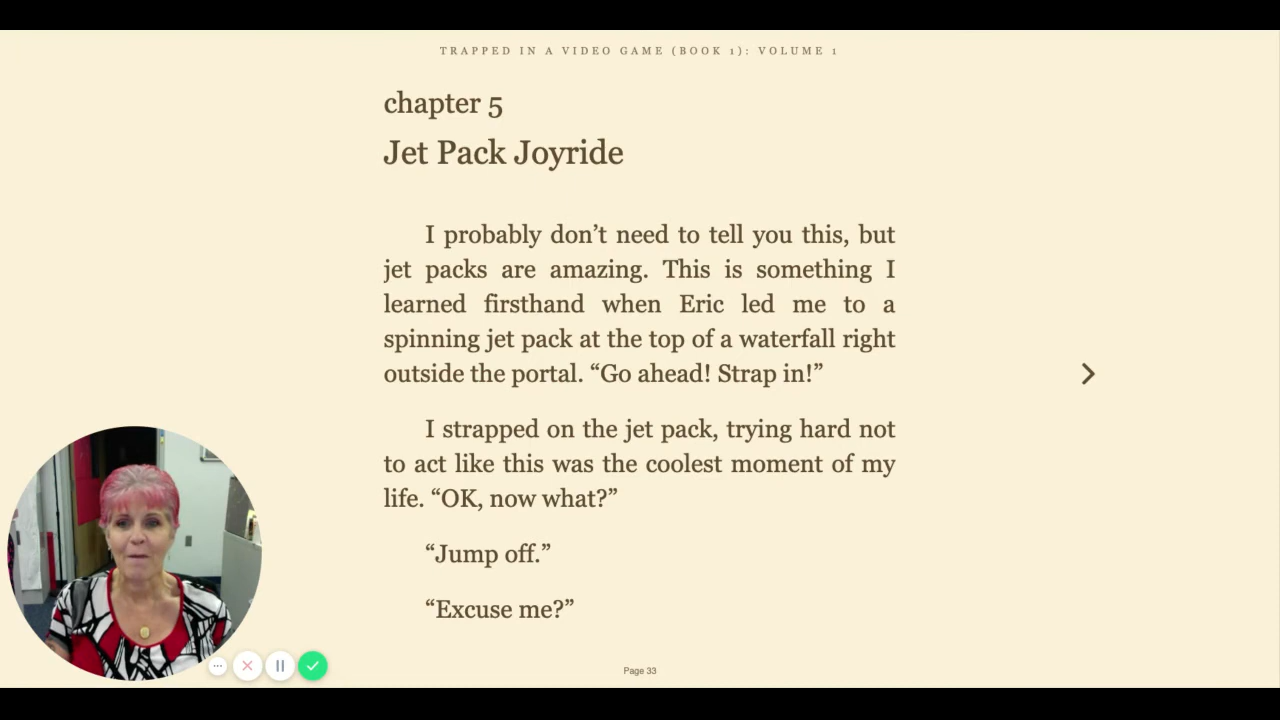 TRAPPED IN A VIDEO GAME (BOOK 1): VOLUME 1
chapter 5
Jet Pack Joyride
I probably don’t need to tell you this, but
jet packs are amazing. This is something I
learned firsthand when Eric led me to a
spinning jet pack at the top of a waterfall right
outside the portal. “Go ahead! Strap in!”
I strapped on the jet pack, trying hard not
to act like this was the coolest moment of my
life. “OK, now what?”
“Jump off.”
“Excuse me?”
Page 33